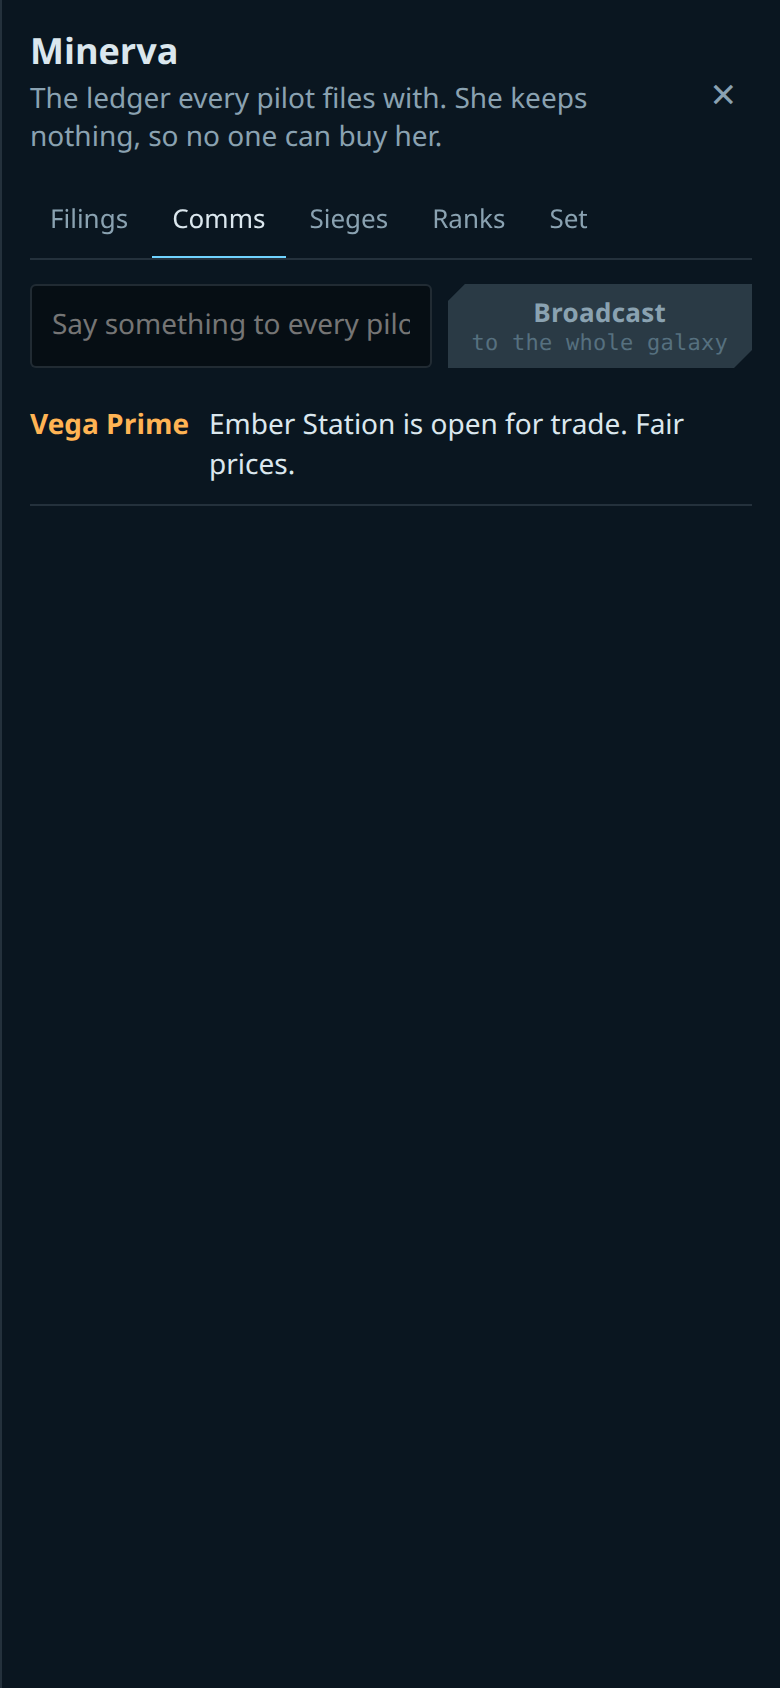 Minerva
The ledger every pilot files with. She keeps
nothing, so no one can buy her.
✕
Filings Comms Sieges Ranks Set
Say something to every pilo
Broadcast
to the whole galaxy
Vega Prime Ember Station is open for trade. Fair
prices.